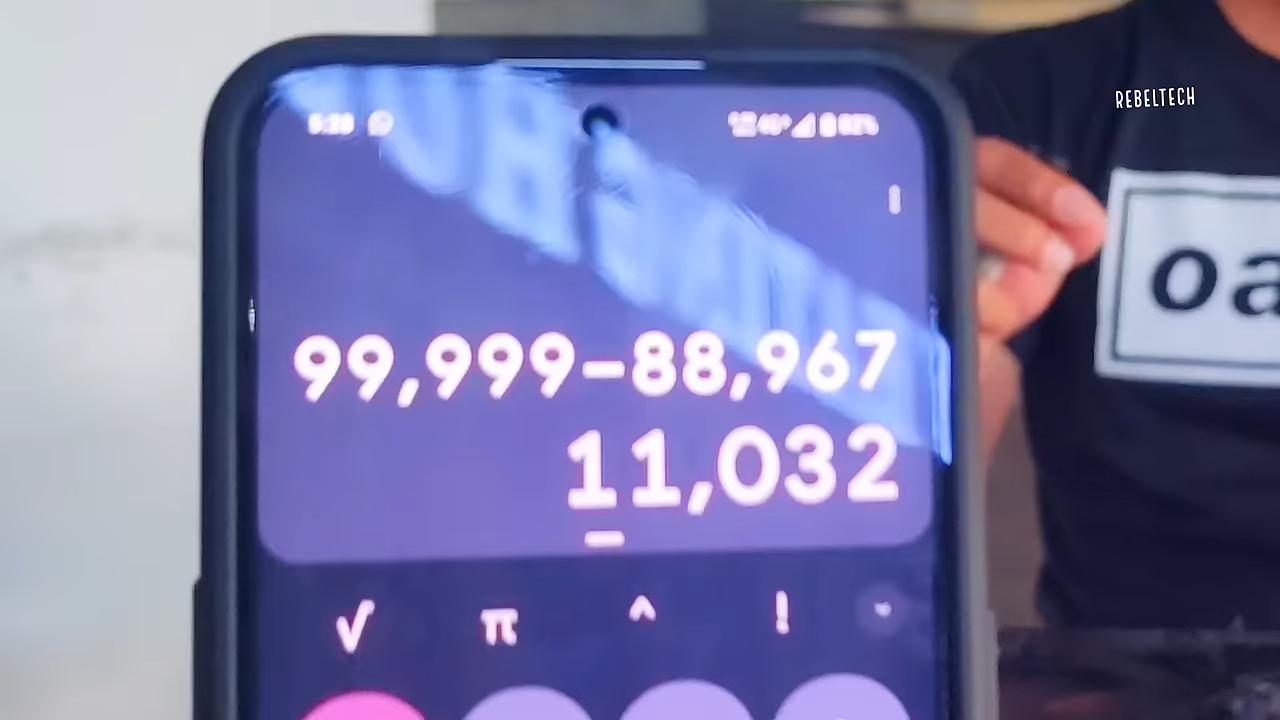 REBELTECH
oa
99,999−88,967
11,032
√ π ^ !